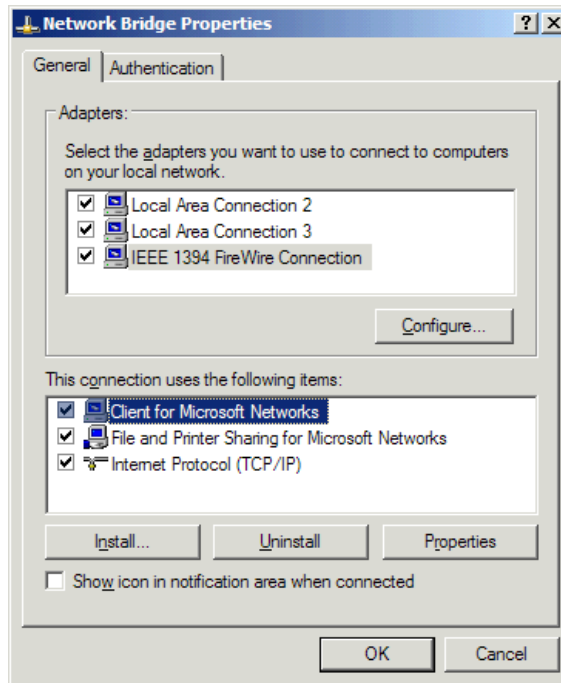 Network Bridge Properties
General
Authentication
Adapters:
Select the adapters you want to use to connect to computers
on your local network.
Local Area Connection 2
Local Area Connection 3
IEEE 1394 FireWire Connection
Configure...
This connection uses the following items:
Client for Microsoft Networks
File and Printer Sharing for Microsoft Networks
Internet Protocol (TCP/IP)
Install...
Uninstall
Properties
Show icon in notification area when connected
OK
Cancel